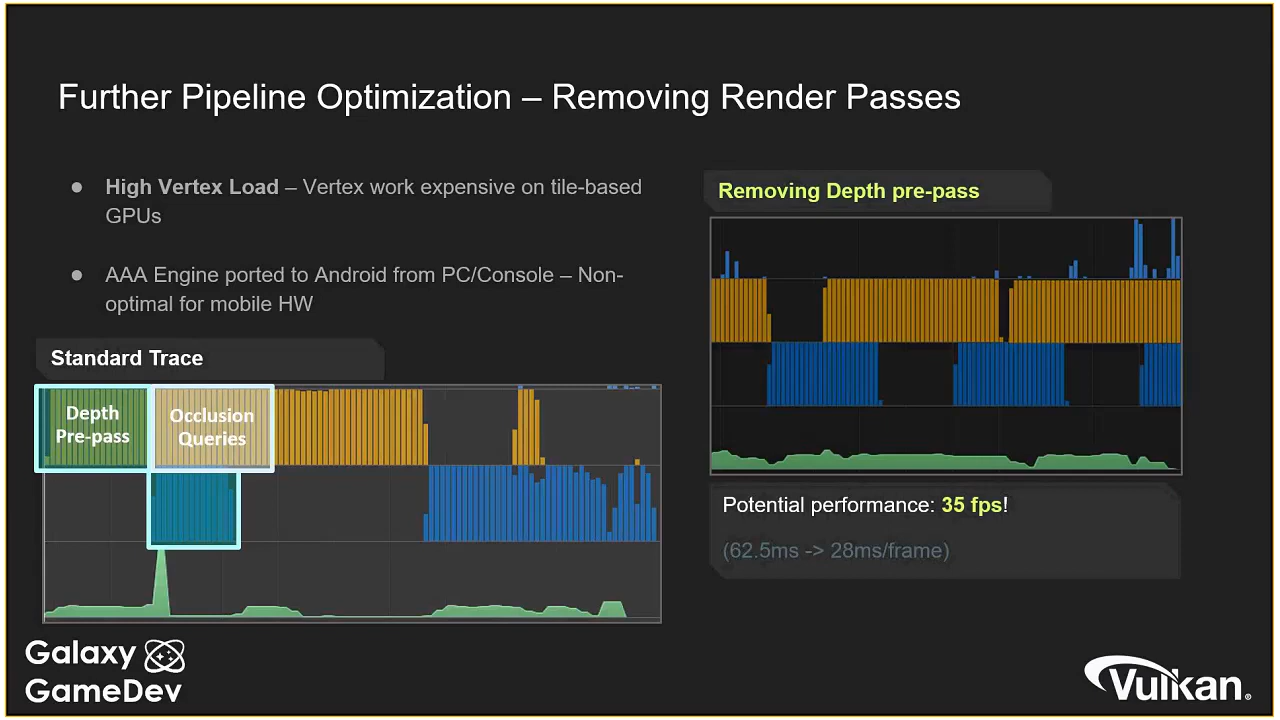 Further Pipeline Optimization – Removing Render Passes
● High Vertex Load – Vertex work expensive on tile-based
GPUs
● AAA Engine ported to Android from PC/Console – Non-
optimal for mobile HW
Standard Trace
Depth
Pre-pass
Occlusion
Queries
Removing Depth pre-pass
Potential performance: 35 fps!
(62.5ms -> 28ms/frame)
Galaxy
GameDev
Vulkan®